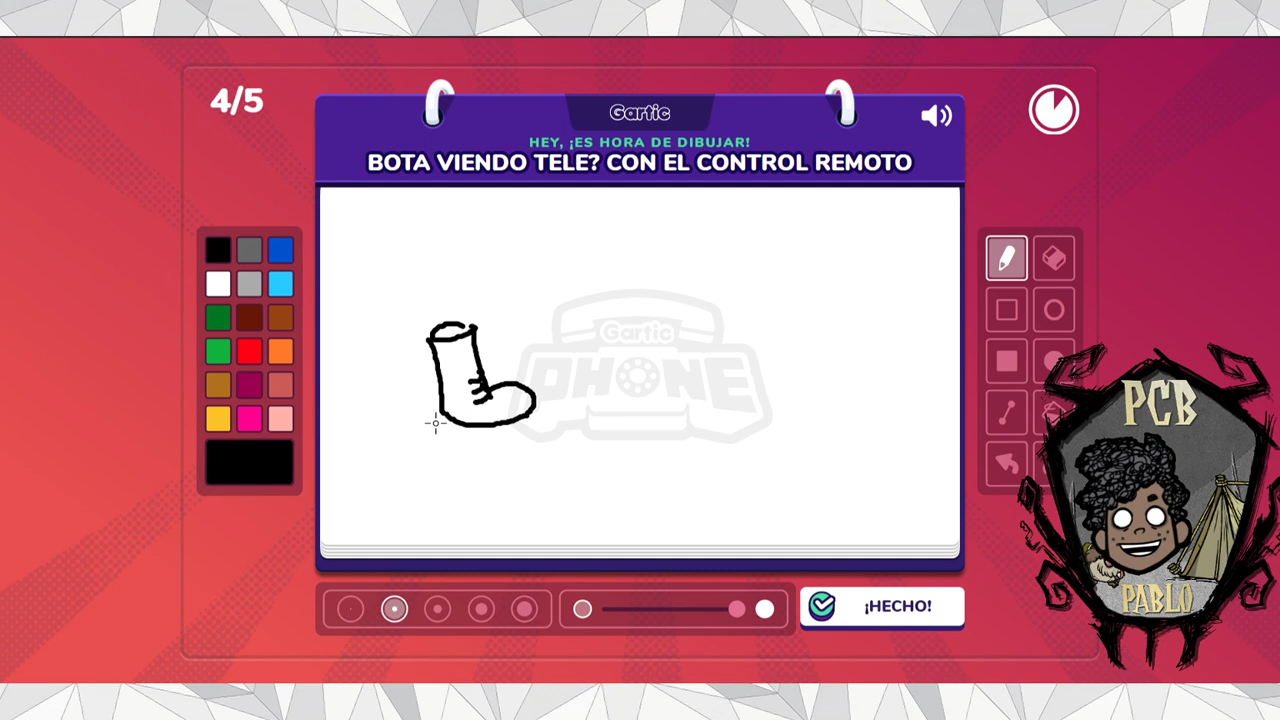 4/5
Gartic
HEY, ¡ES HORA DE DIBUJAR!
BOTA VIENDO TELE? CON EL CONTROL REMOTO
Gartic
PHONE
¡HECHO!
PCB
PABLO